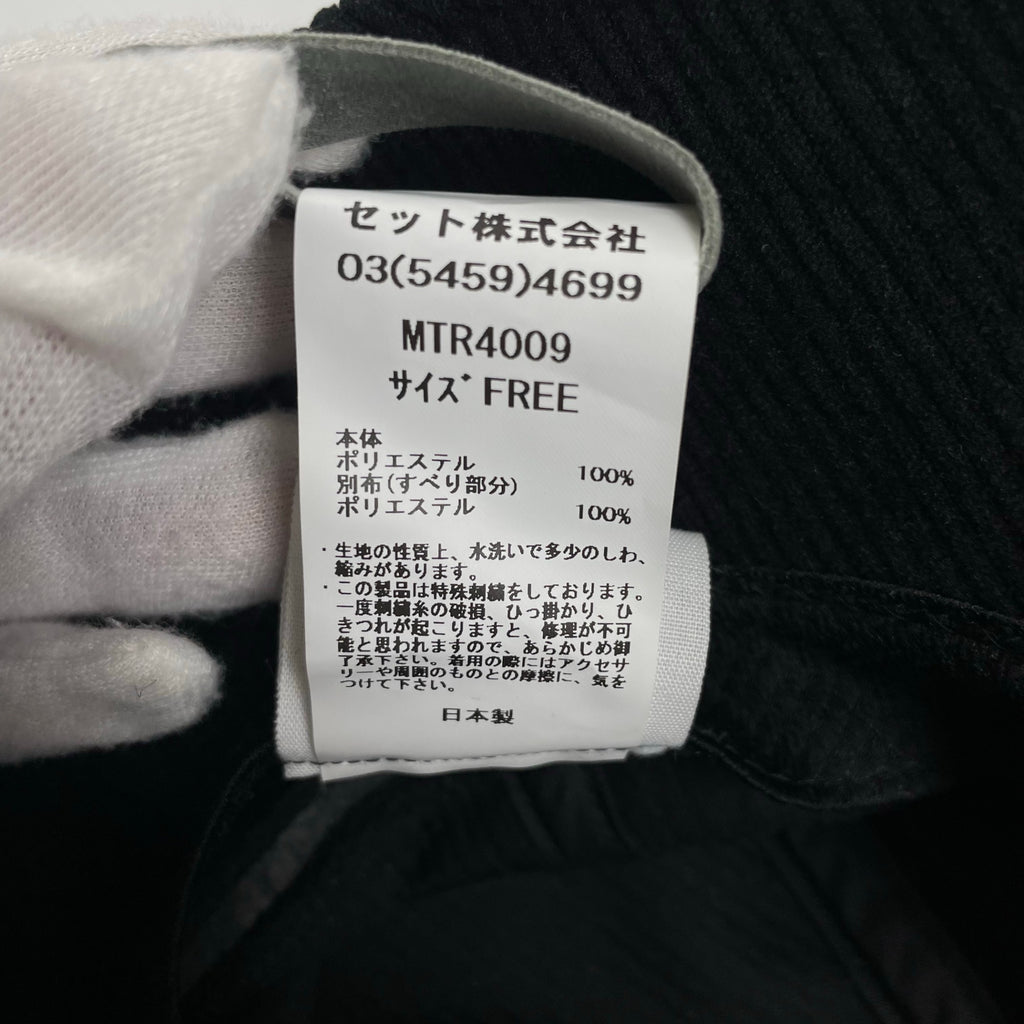 セット株式会社
03(5459)4699
MTR4009
サイズ FREE
本体
ポリエステル 100%
別布(すべり部分)
ポリエステル 100%
・生地の性質上、水洗いで多少のしわ、
縮みがあります。
・この製品は特殊刺繍をしております。
一度刺繍糸の破損、ひっ掛かり、ひ
きつれが起こりますと、修理が不可
能と思われますので、あらかじめ御
了承下さい。着用の際にはアクセサ
リーや周囲のものとの摩擦に、気を
つけて下さい。
日本製